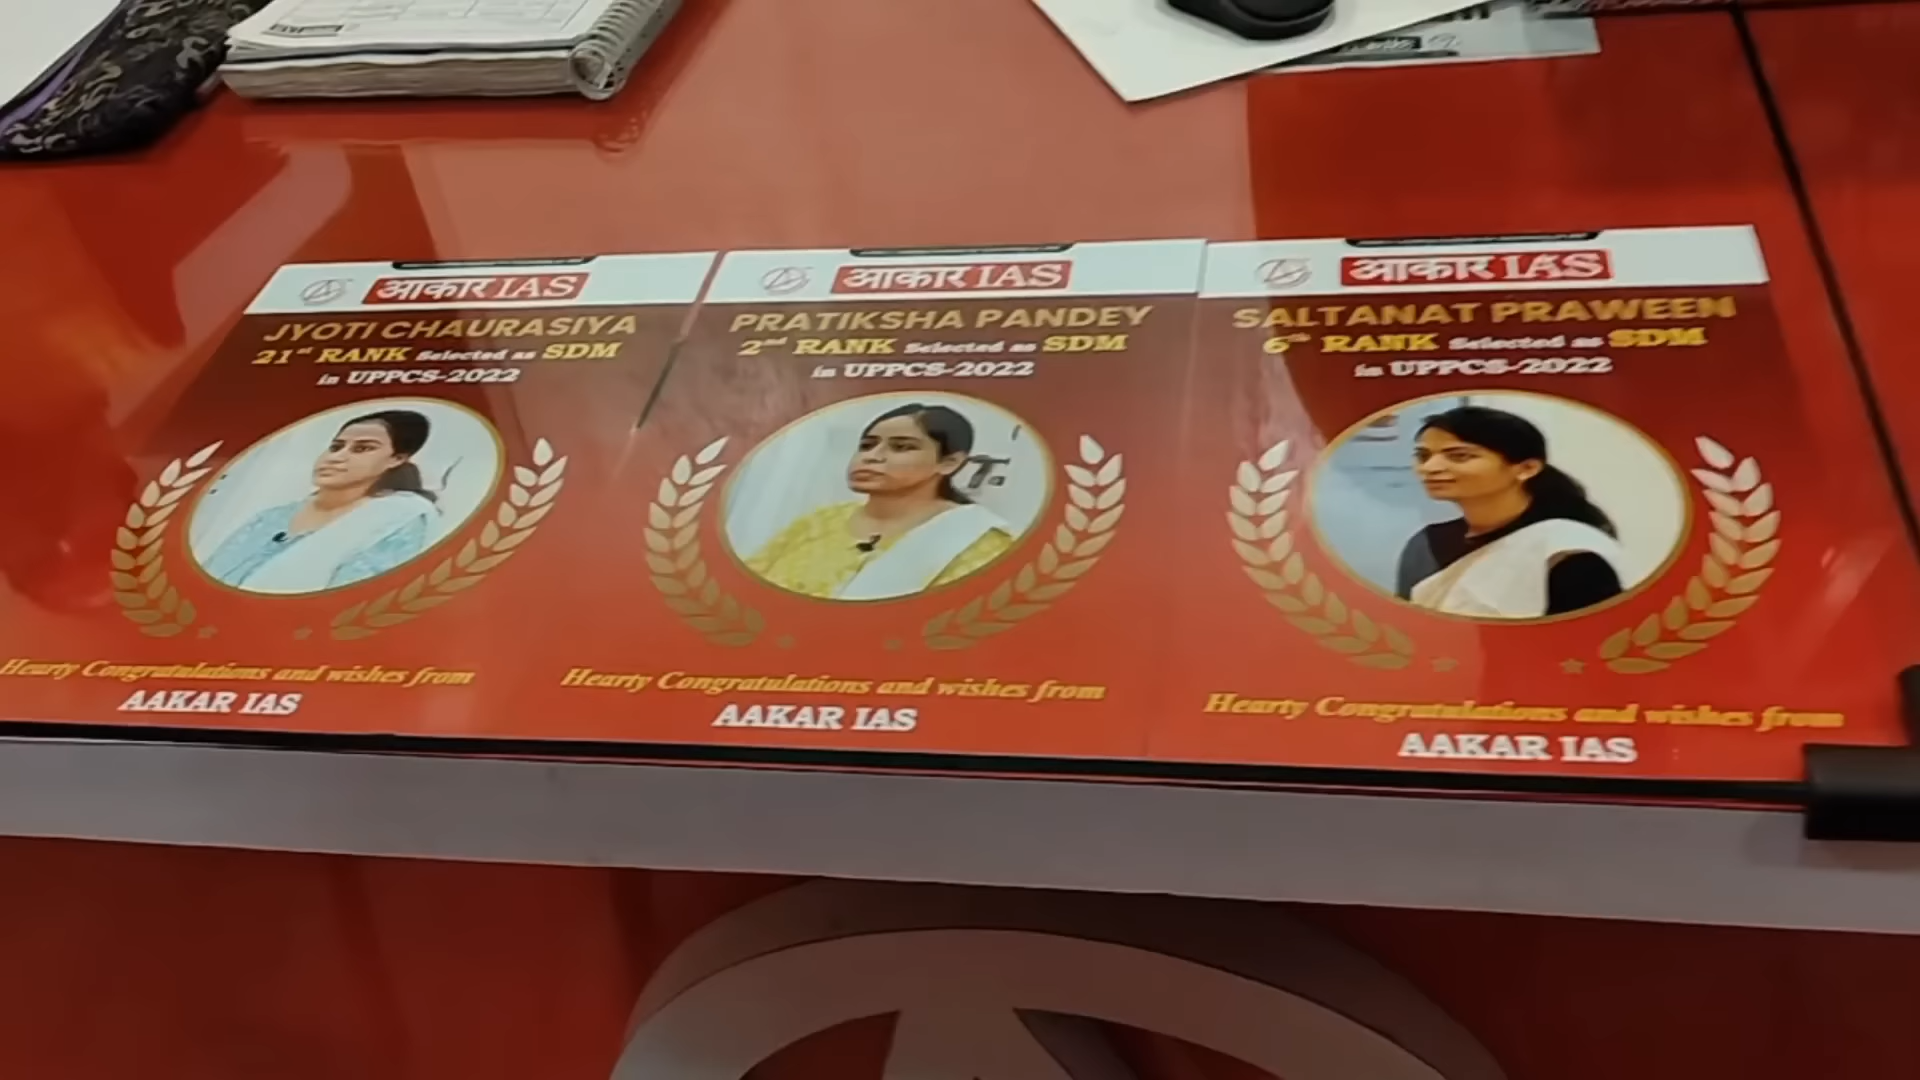 आकार IAS
JYOTI CHAURASIYA
21st RANK Selected as SDM
in UPPCS-2022
Hearty Congratulations and wishes from
AAKAR IAS
आकार IAS
PRATIKSHA PANDEY
2nd RANK Selected as SDM
in UPPCS-2022
Hearty Congratulations and wishes from
AAKAR IAS
आकार IAS
SALTANAT PRAWEEN
6th RANK Selected as SDM
in UPPCS-2022
Hearty Congratulations and wishes from
AAKAR IAS